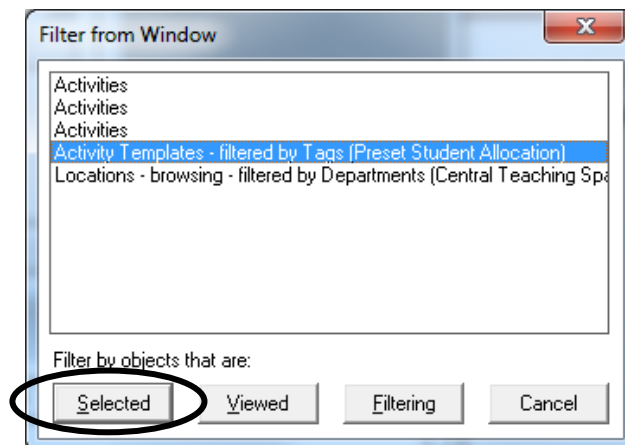 Filter from Window
Activities
Activities
Activities
Activity Templates - filtered by Tags (Preset Student Allocation)
Locations - browsing - filtered by Departments (Central Teaching Spa
Filter by objects that are:
Selected Viewed Filtering Cancel